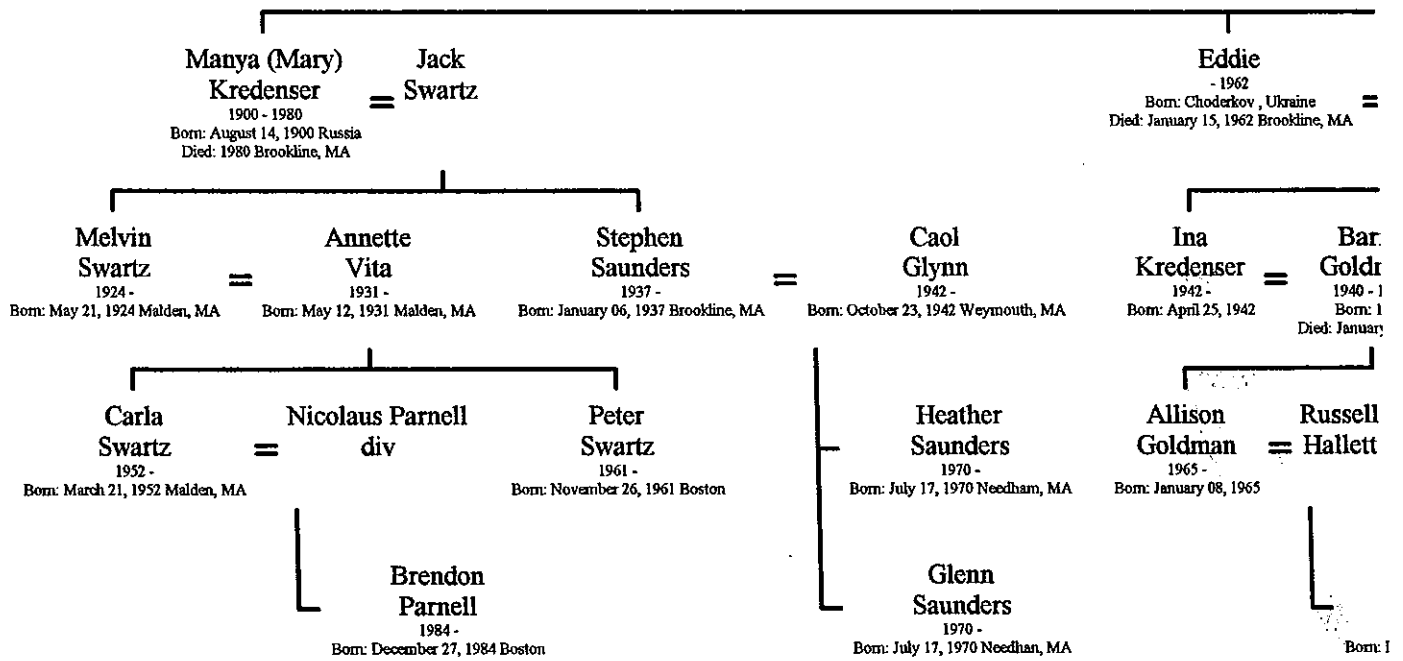 Manya (Mary)
Kredenser
1900 - 1980
Born: August 14, 1900 Russia
Died: 1980 Brookline, MA
=
Jack
Swartz
Eddie
- 1962
Born: Choderkov , Ukraine
Died: January 15, 1962 Brookline, MA
=
Melvin
Swartz
1924 -
Born: May 21, 1924 Malden, MA
=
Annette
Vita
1931 -
Born: May 12, 1931 Malden, MA
Stephen
Saunders
1937 -
Born: January 06, 1937 Brookline, MA
=
Caol
Glynn
1942 -
Born: October 23, 1942 Weymouth, MA
Ina
Kredenser
1942 -
Born: April 25, 1942
=
1940 -
Born:
Died: January
Carla
Swartz
1952 -
Born: March 21, 1952 Malden, MA
=
Nicolaus Parnell
div
Peter
Swartz
1961 -
Born: November 26, 1961 Boston
Heather
Saunders
1970 -
Born: July 17, 1970 Needham, MA
Allison
Goldman
1965 -
Born: January 08, 1965
=
Russell
Hallett
Brendon
Parnell
1984 -
Born: December 27, 1984 Boston
Glenn
Saunders
1970 -
Born: July 17, 1970 Needhan, MA
Born: